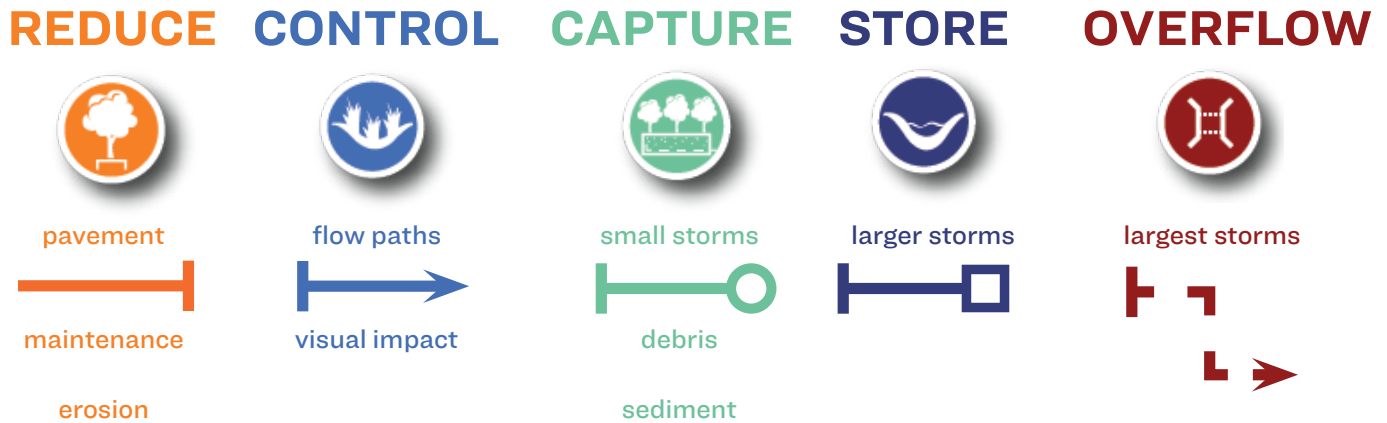 REDUCE CONTROL CAPTURE STORE OVERFLOW
pavement flow paths small storms larger storms largest storms
maintenance visual impact debris
erosion sediment